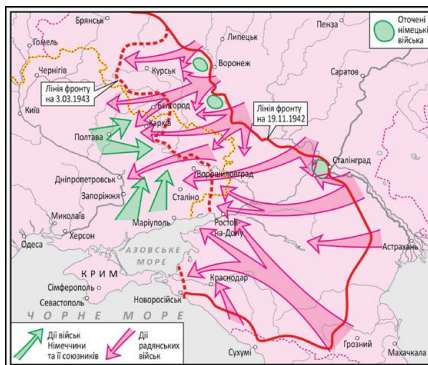 Брянськ
Гомель
Липецьк
Пенза
Оточені
німецькі
війська
Чернігів
Курськ
Воронеж
Саратов
Лінія фронту
на 3.03.1943
Київ
Лінія фронту
на 19.11.1942
Бєлгород
Харків
Полтава
Сталінград
Ворошиловград
Дніпропетровськ
Запоріжжя
Сталіно
Миколаїв
Маріуполь
Ростов-
на-Дону
Одеса
Херсон
АЗОВСЬКЕ
МОРЕ
Астрахань
КРИМ
Краснодар
Сімферополь
Севастополь
Новоросійськ
ЧОРНЕ МОРЕ
Дії військ
Німеччини
та її союзників
Дії
радянських
військ
Сухумі
Грозний
Махачкала